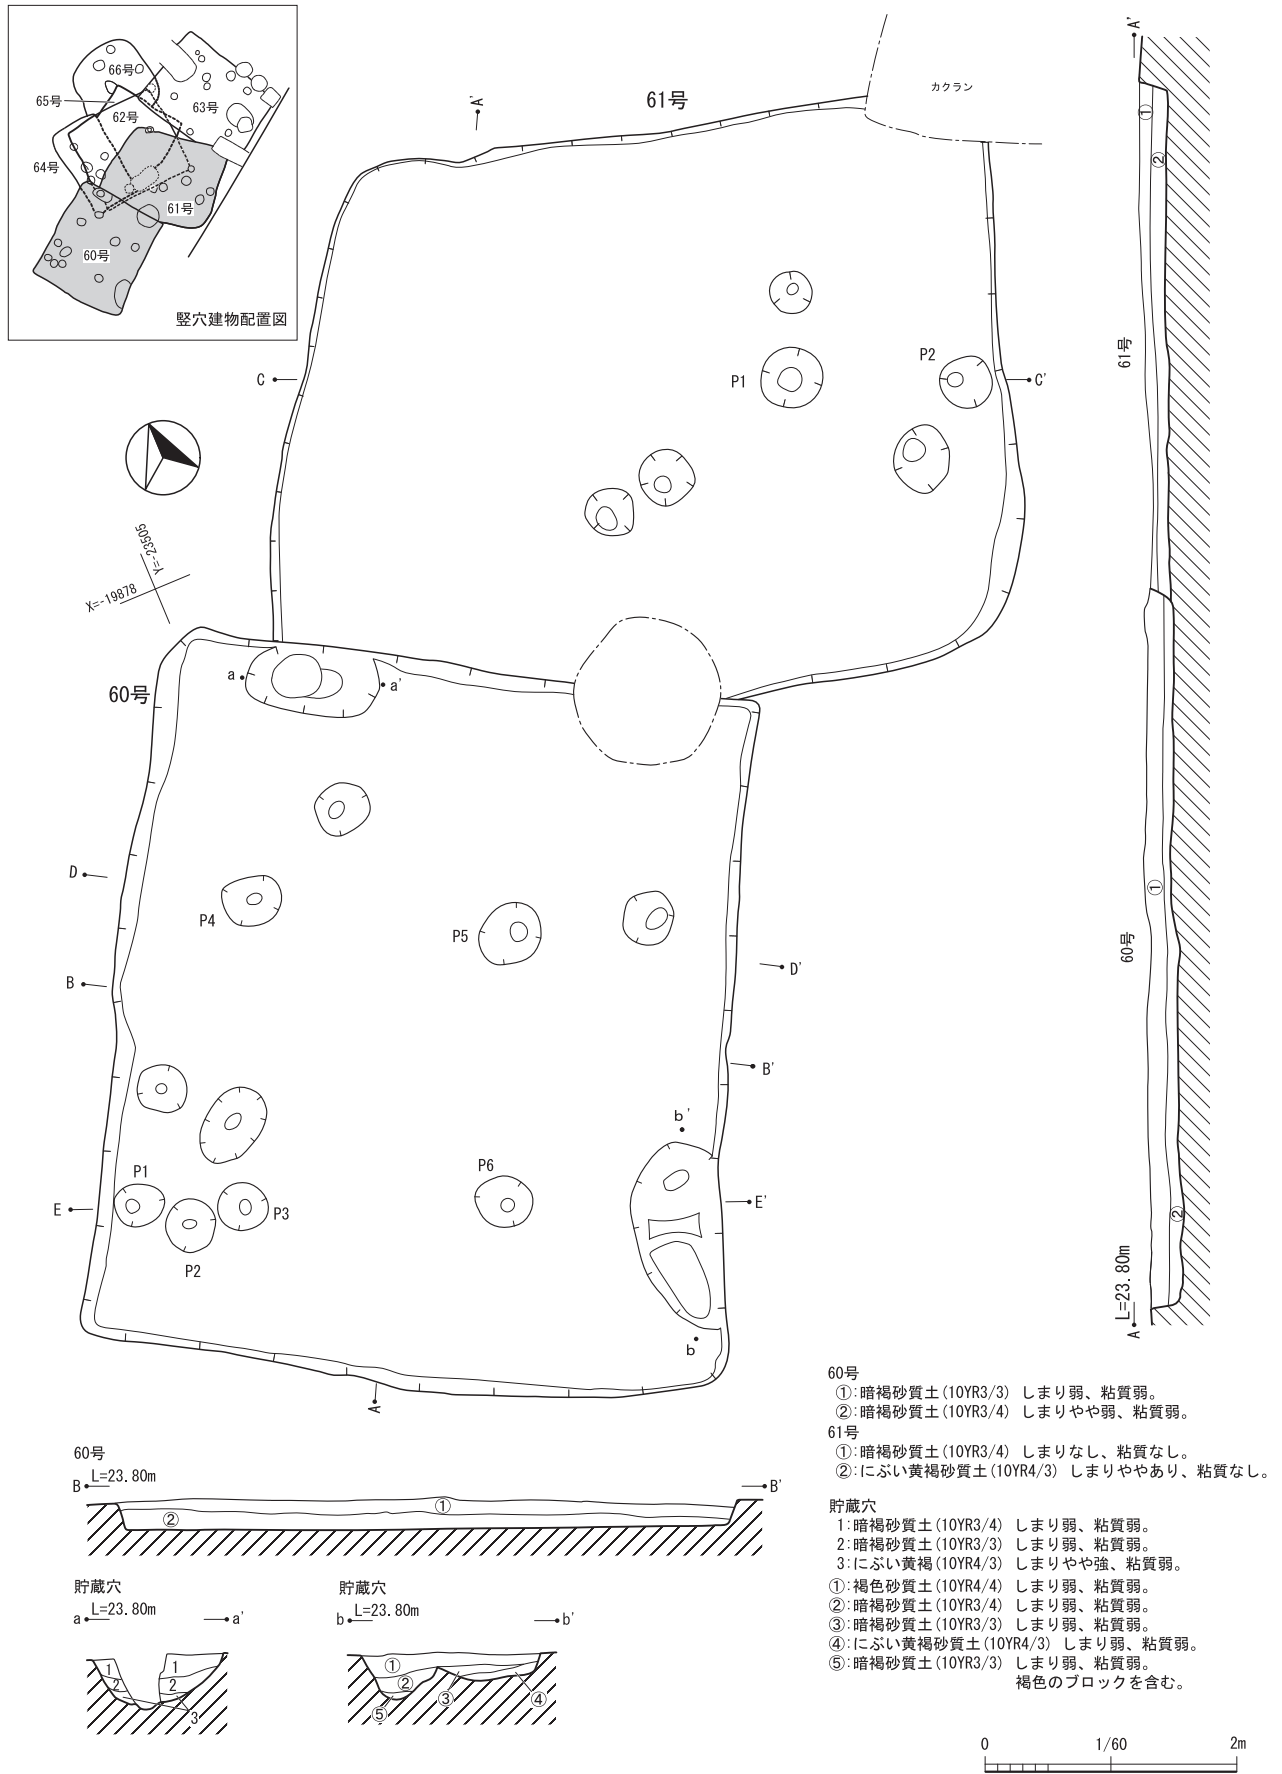 66号
65号
62号
63号
64号
61号
60号
竪穴建物配置図
A'
61号
カクラン
P1
P2
C
C'
Y=-23505
X=-19878
60号
a
a'
D
P4
P5
B
D'
B'
b'
P1
P6
E
P3
E'
P2
b
A
A'
①
②
61号
①
60号
②
L=23.80m
A
60号
①:暗褐砂質土(10YR3/3) しまり弱、粘質弱。
②:暗褐砂質土(10YR3/4) しまりやや弱、粘質弱。
61号
①:暗褐砂質土(10YR3/4) しまりなし、粘質なし。
②:にぶい黄褐砂質土(10YR4/3) しまりややあり、粘質なし。
貯蔵穴
1:暗褐砂質土(10YR3/4) しまり弱、粘質弱。
2:暗褐砂質土(10YR3/3) しまり弱、粘質弱。
3:にぶい黄褐(10YR4/3) しまりやや強、粘質弱。
①:褐色砂質土(10YR4/4) しまり弱、粘質弱。
②:暗褐砂質土(10YR3/4) しまり弱、粘質弱。
③:暗褐砂質土(10YR3/3) しまり弱、粘質弱。
④:にぶい黄褐砂質土(10YR4/3) しまり弱、粘質弱。
⑤:暗褐砂質土(10YR3/3) しまり弱、粘質弱。
褐色のブロックを含む。
60号
B L=23.80m B'
①
②
貯蔵穴
a L=23.80m a'
1 1
2 2
3
貯蔵穴
b L=23.80m b'
①
②
⑤ ③ ④
0 1/60 2m